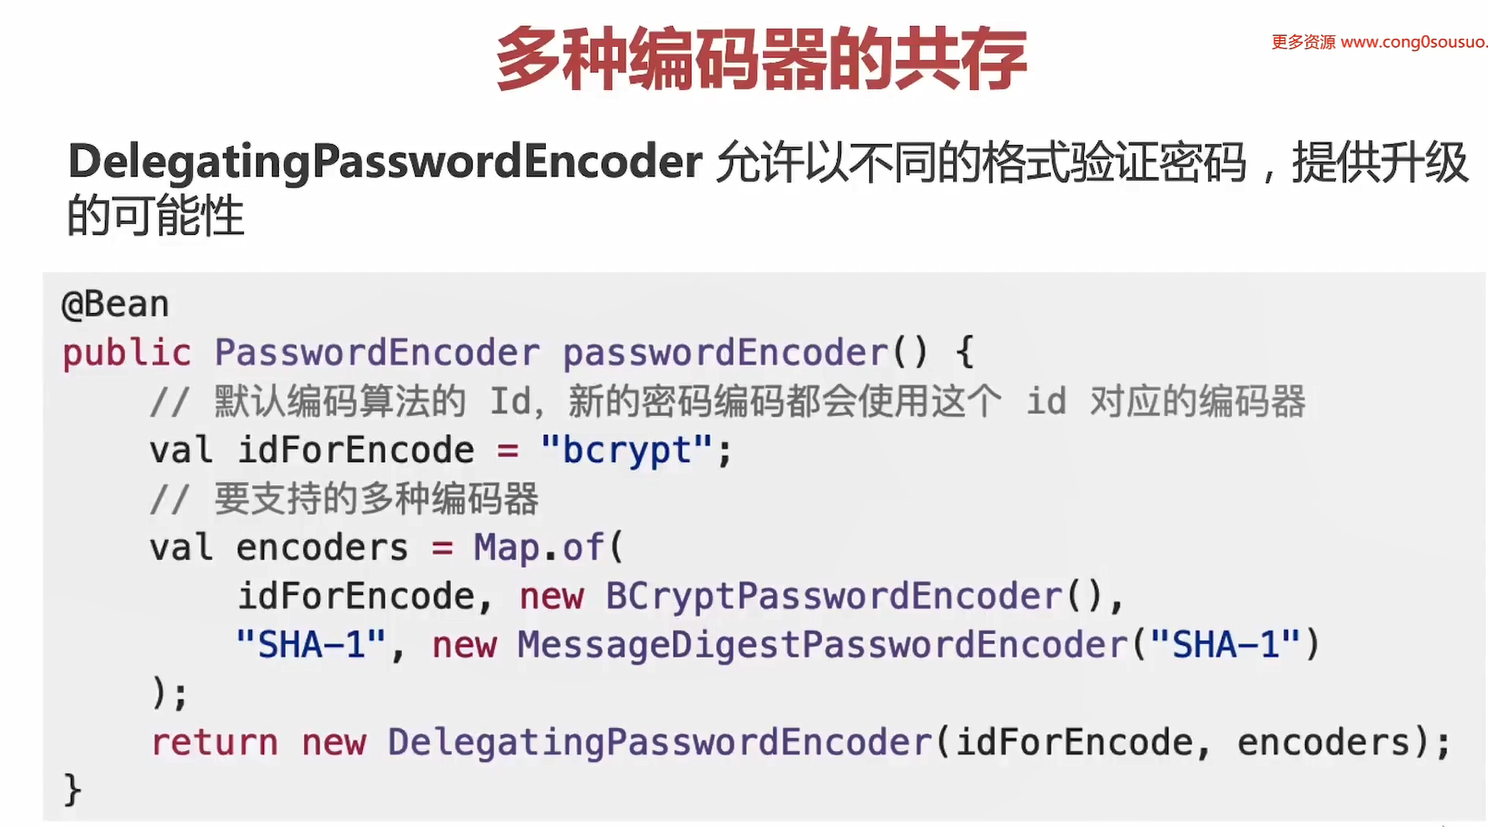 多种编码器的共存
更多资源 www.cong0sousuo.
DelegatingPasswordEncoder 允许以不同的格式验证密码，提供升级
的可能性
@Bean
public PasswordEncoder passwordEncoder() {
    // 默认编码算法的 Id，新的密码编码都会使用这个 id 对应的编码器
    val idForEncode = "bcrypt";
    // 要支持的多种编码器
    val encoders = Map.of(
        idForEncode, new BCryptPasswordEncoder(),
        "SHA-1", new MessageDigestPasswordEncoder("SHA-1")
    );
    return new DelegatingPasswordEncoder(idForEncode, encoders);
}